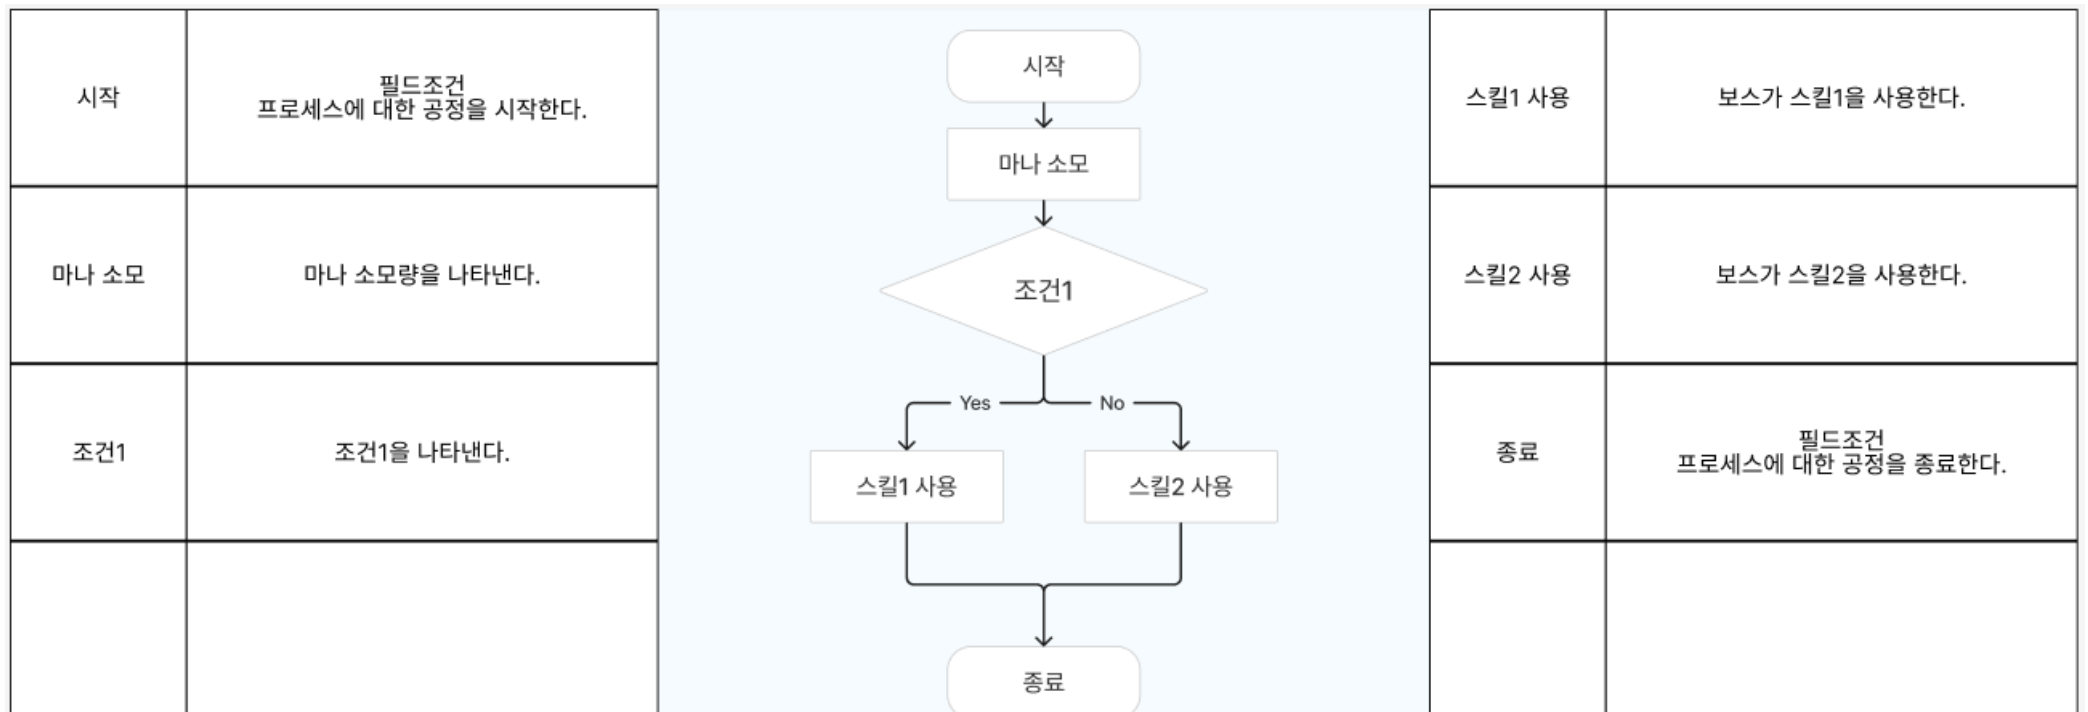 시작
필드조건
프로세스에 대한 공정을 시작한다.
마나 소모
마나 소모량을 나타낸다.
조건1
조건1을 나타낸다.
시작
마나 소모
조건1
Yes
No
스킬1 사용
스킬2 사용
종료
스킬1 사용
보스가 스킬1을 사용한다.
스킬2 사용
보스가 스킬2을 사용한다.
종료
필드조건
프로세스에 대한 공정을 종료한다.